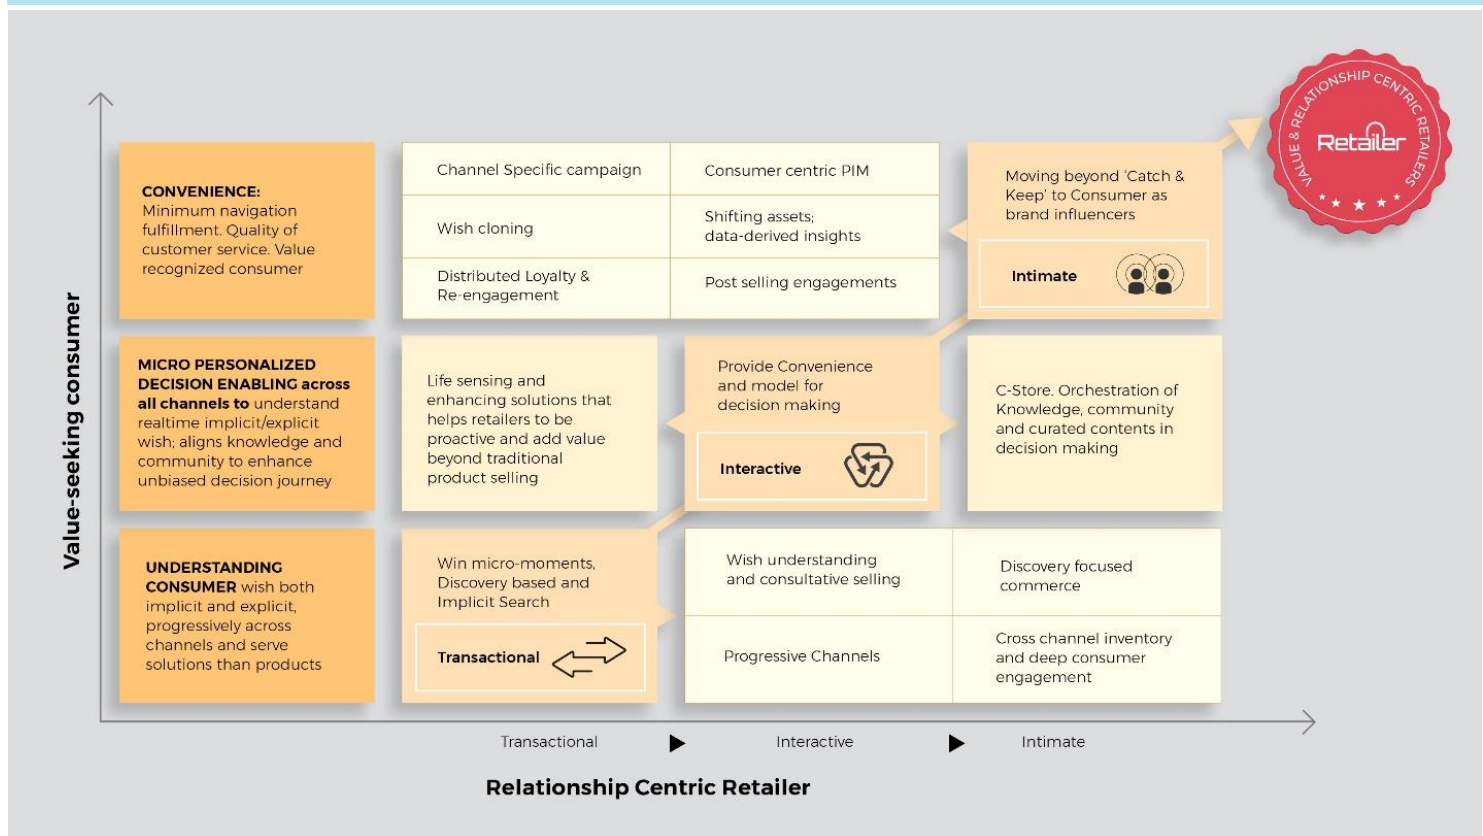 VALUE & RELATIONSHIP CENTRIC RETAILERS
Retailer
Value-seeking consumer
CONVENIENCE:
Minimum navigation
fulfillment. Quality of
customer service. Value
recognized consumer
Channel Specific campaign
Consumer centric PIM
Wish cloning
Shifting assets;
data-derived insights
Distributed Loyalty &
Re-engagement
Post selling engagements
Moving beyond ‘Catch &
Keep’ to Consumer as
brand influencers
Intimate
MICRO PERSONALIZED
DECISION ENABLING across
all channels to understand
realtime implicit/explicit
wish; aligns knowledge and
community to enhance
unbiased decision journey
Life sensing and
enhancing solutions that
helps retailers to be
proactive and add value
beyond traditional
product selling
Provide Convenience
and model for
decision making
Interactive
C-Store. Orchestration of
Knowledge, community
and curated contents in
decision making
UNDERSTANDING
CONSUMER wish both
implicit and explicit,
progressively across
channels and serve
solutions than products
Win micro-moments,
Discovery based and
Implicit Search
Transactional
Wish understanding
and consultative selling
Discovery focused
commerce
Progressive Channels
Cross channel inventory
and deep consumer
engagement
Transactional
Interactive
Intimate
Relationship Centric Retailer